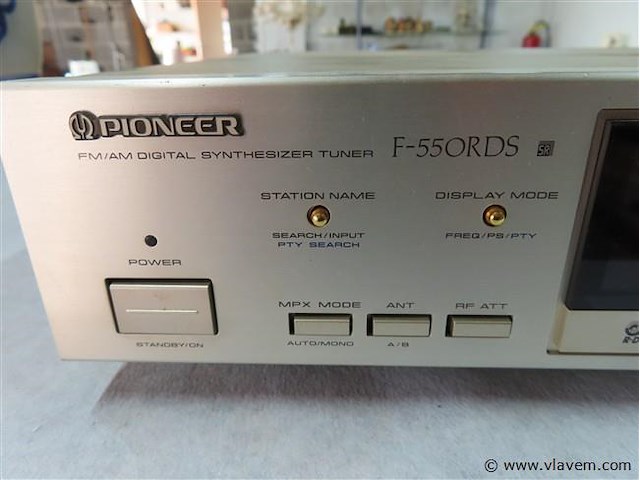 PIONEER
FM/AM DIGITAL SYNTHESIZER TUNER F-550RDS SR
STATION NAME DISPLAY MODE
SEARCH/INPUT FREQ/PS/PTY
PTY SEARCH
POWER
MPX MODE ANT RF ATT
AUTO/MONO A/B
STANDBY/ON
© www.vlavem.com